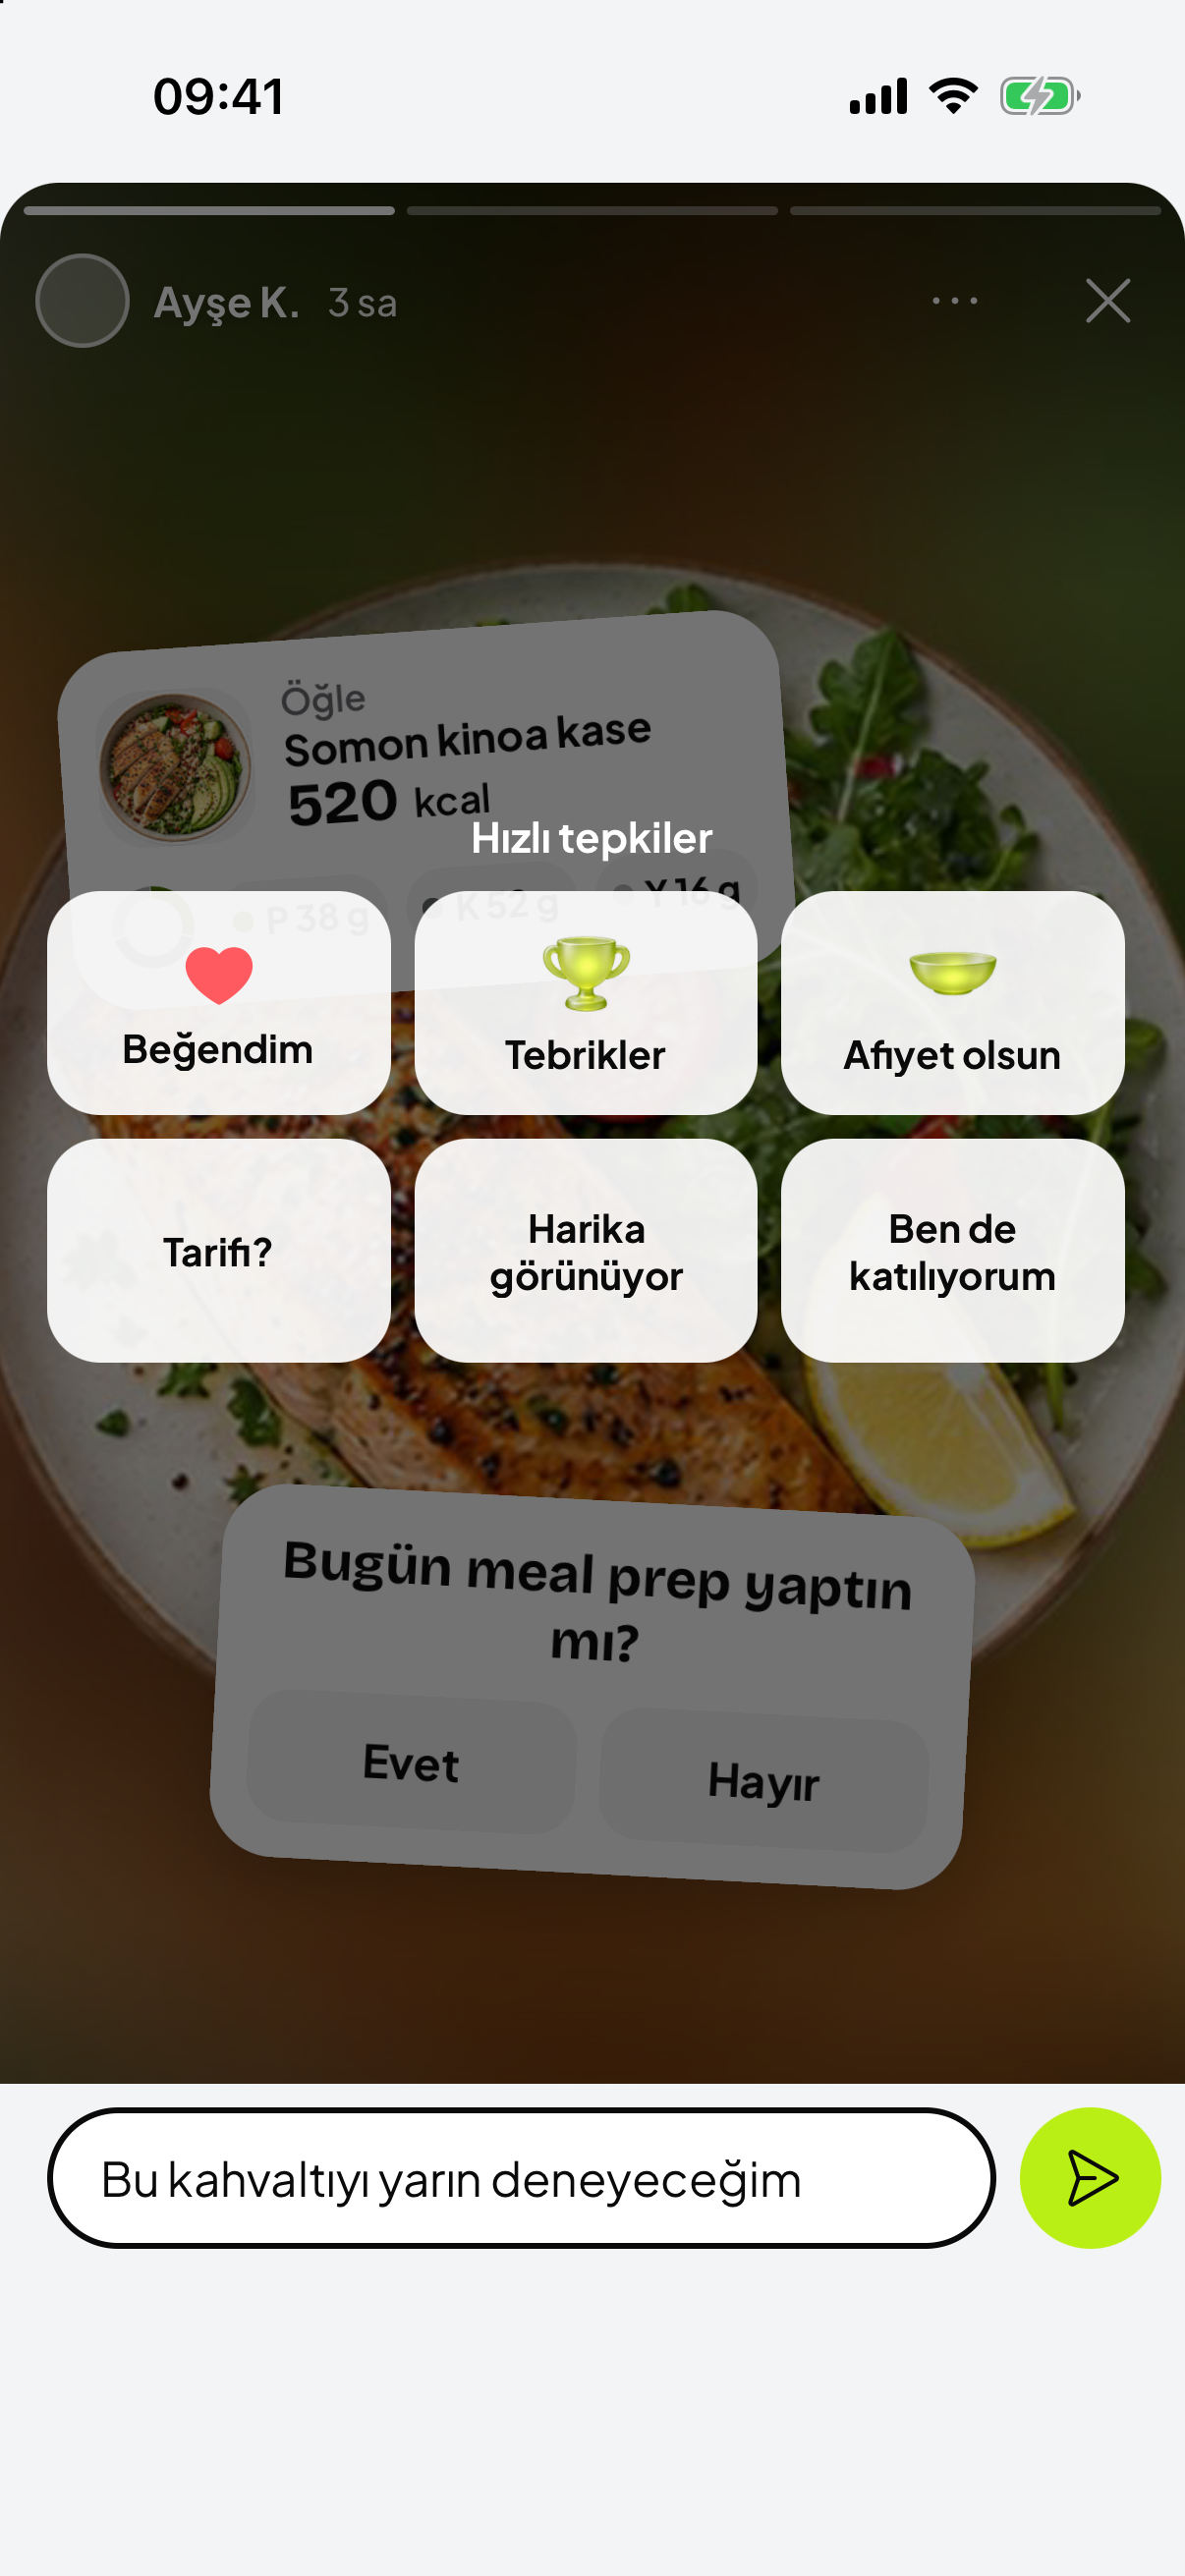 09:41
Ayşe K. 3 sa
Öğle
Somon kinoa kase
520 kcal
Hızlı tepkiler
P 38 g K 52 g Y 16 g
Beğendim
Tebrikler
Afiyet olsun
Tarifi?
Harika
görünüyor
Ben de
katılıyorum
Bugün meal prep yaptın
mı?
Evet
Hayır
Bu kahvaltıyı yarın deneyeceğim